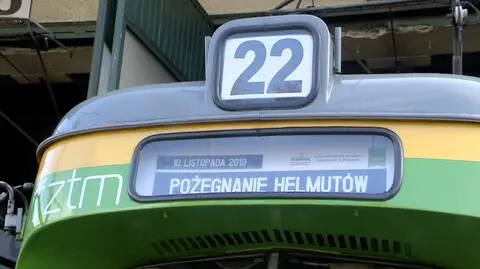 22
10 LISTOPADA 2019
POŻEGNANIE HELMUTÓW
ztm